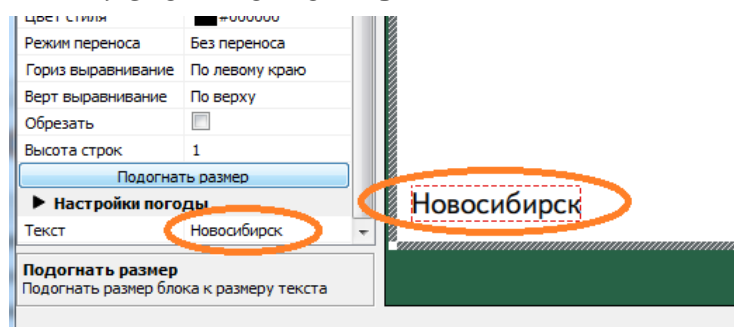 Цвет стиля #000000
Режим переноса Без переноса
Гориз выравнивание По левому краю
Верт выравнивание По верху
Обрезать
Высота строк 1
Подогнать размер
Настройки погоды
Текст Новосибирск
Новосибирск
Подогнать размер
Подогнать размер блока к размеру текста